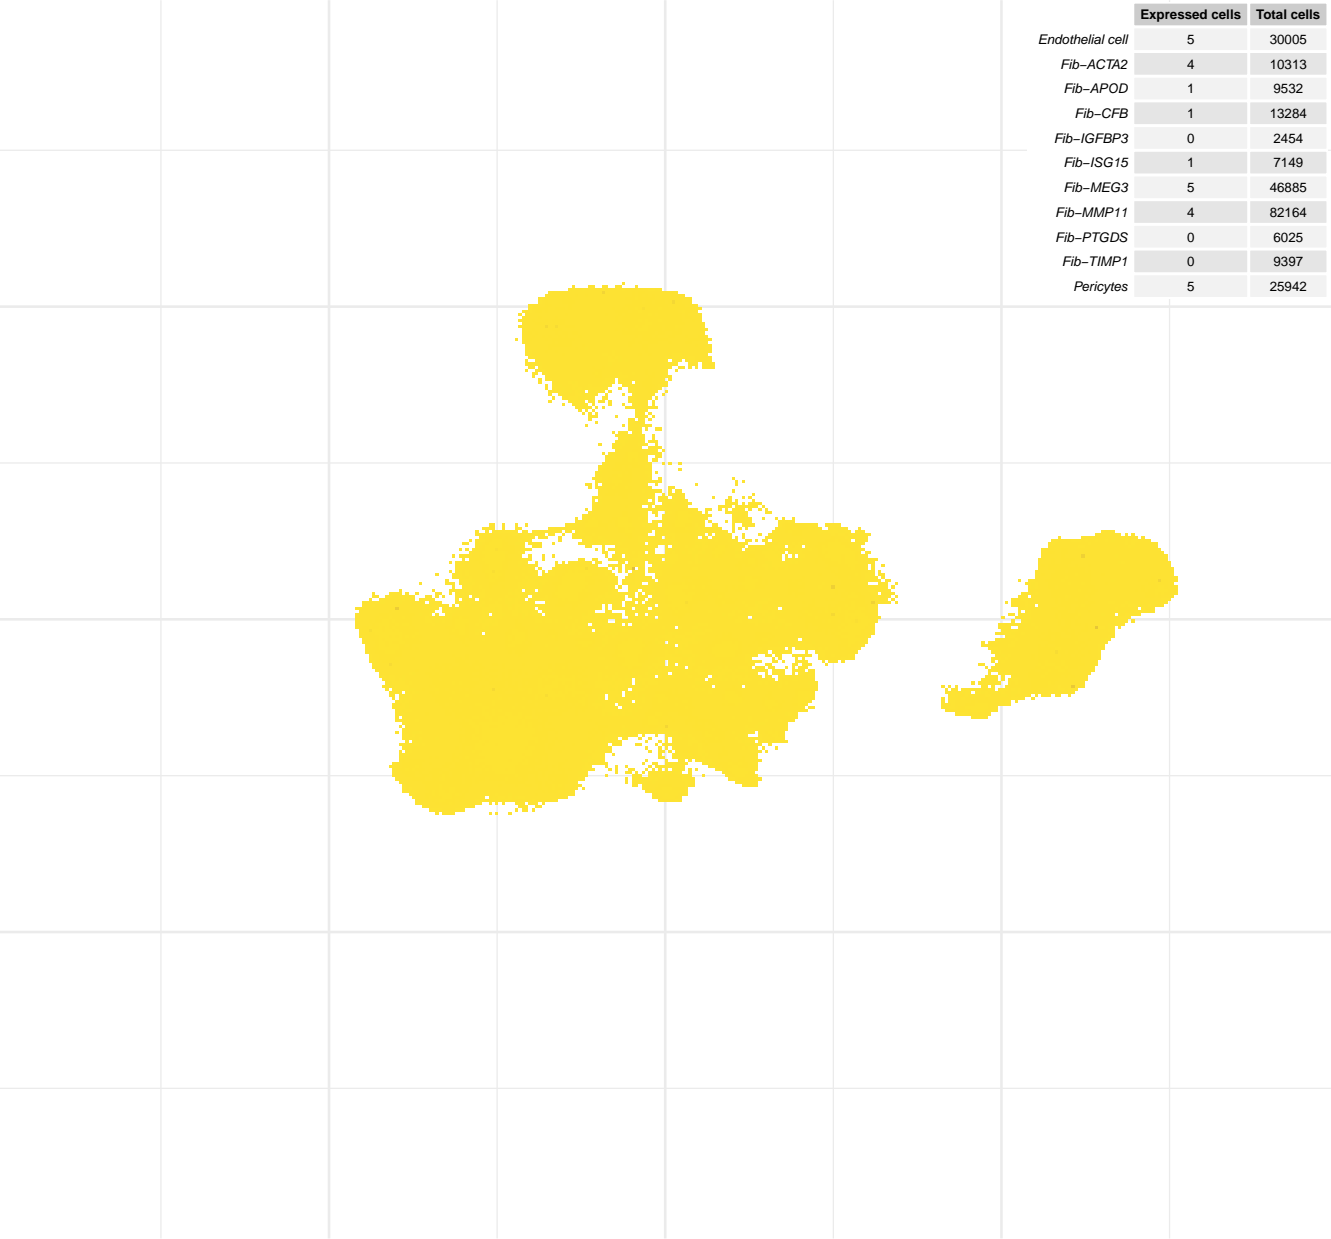 Expressed cells Total cells
Endothelial cell 5 30005
Fib−ACTA2 4 10313
Fib−APOD 1 9532
Fib−CFB 1 13284
Fib−IGFBP3 0 2454
Fib−ISG15 1 7149
Fib−MEG3 5 46885
Fib−MMP11 4 82164
Fib−PTGDS 0 6025
Fib−TIMP1 0 9397
Pericytes 5 25942